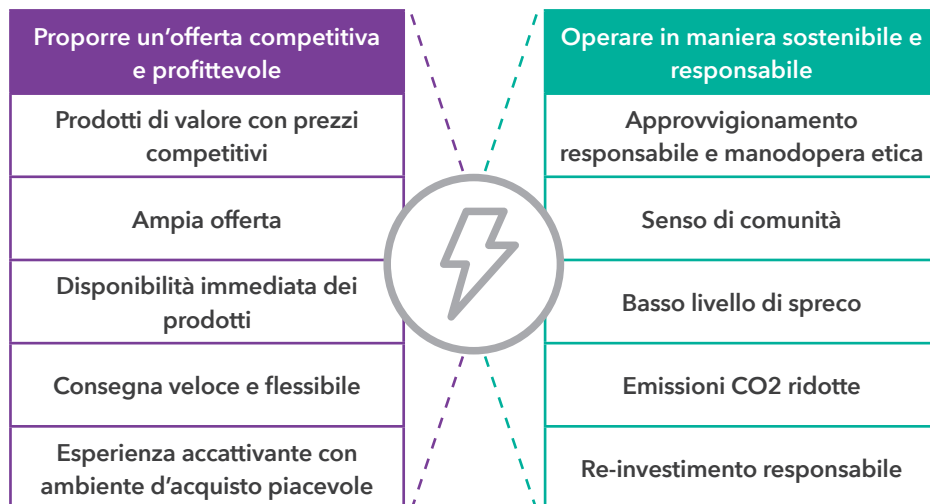 Proporre un’offerta competitiva
e profittevole
Prodotti di valore con prezzi
competitivi
Ampia offerta
Disponibilità immediata dei
prodotti
Consegna veloce e flessibile
Esperienza accattivante con
ambiente d’acquisto piacevole
Operare in maniera sostenibile e
responsabile
Approvvigionamento
responsabile e manodopera etica
Senso di comunità
Basso livello di spreco
Emissioni CO2 ridotte
Re-investimento responsabile